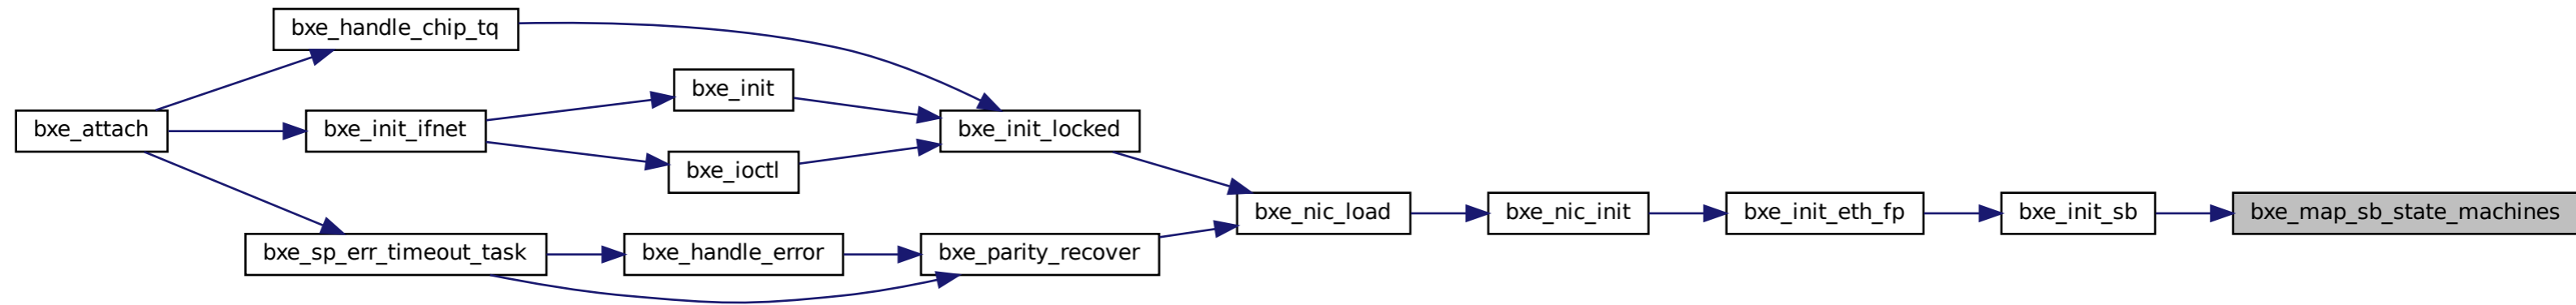 bxe_handle_chip_tq
bxe_init
bxe_attach
bxe_init_ifnet
bxe_init_locked
bxe_ioctl
bxe_nic_load
bxe_nic_init
bxe_init_eth_fp
bxe_init_sb
bxe_map_sb_state_machines
bxe_sp_err_timeout_task
bxe_handle_error
bxe_parity_recover